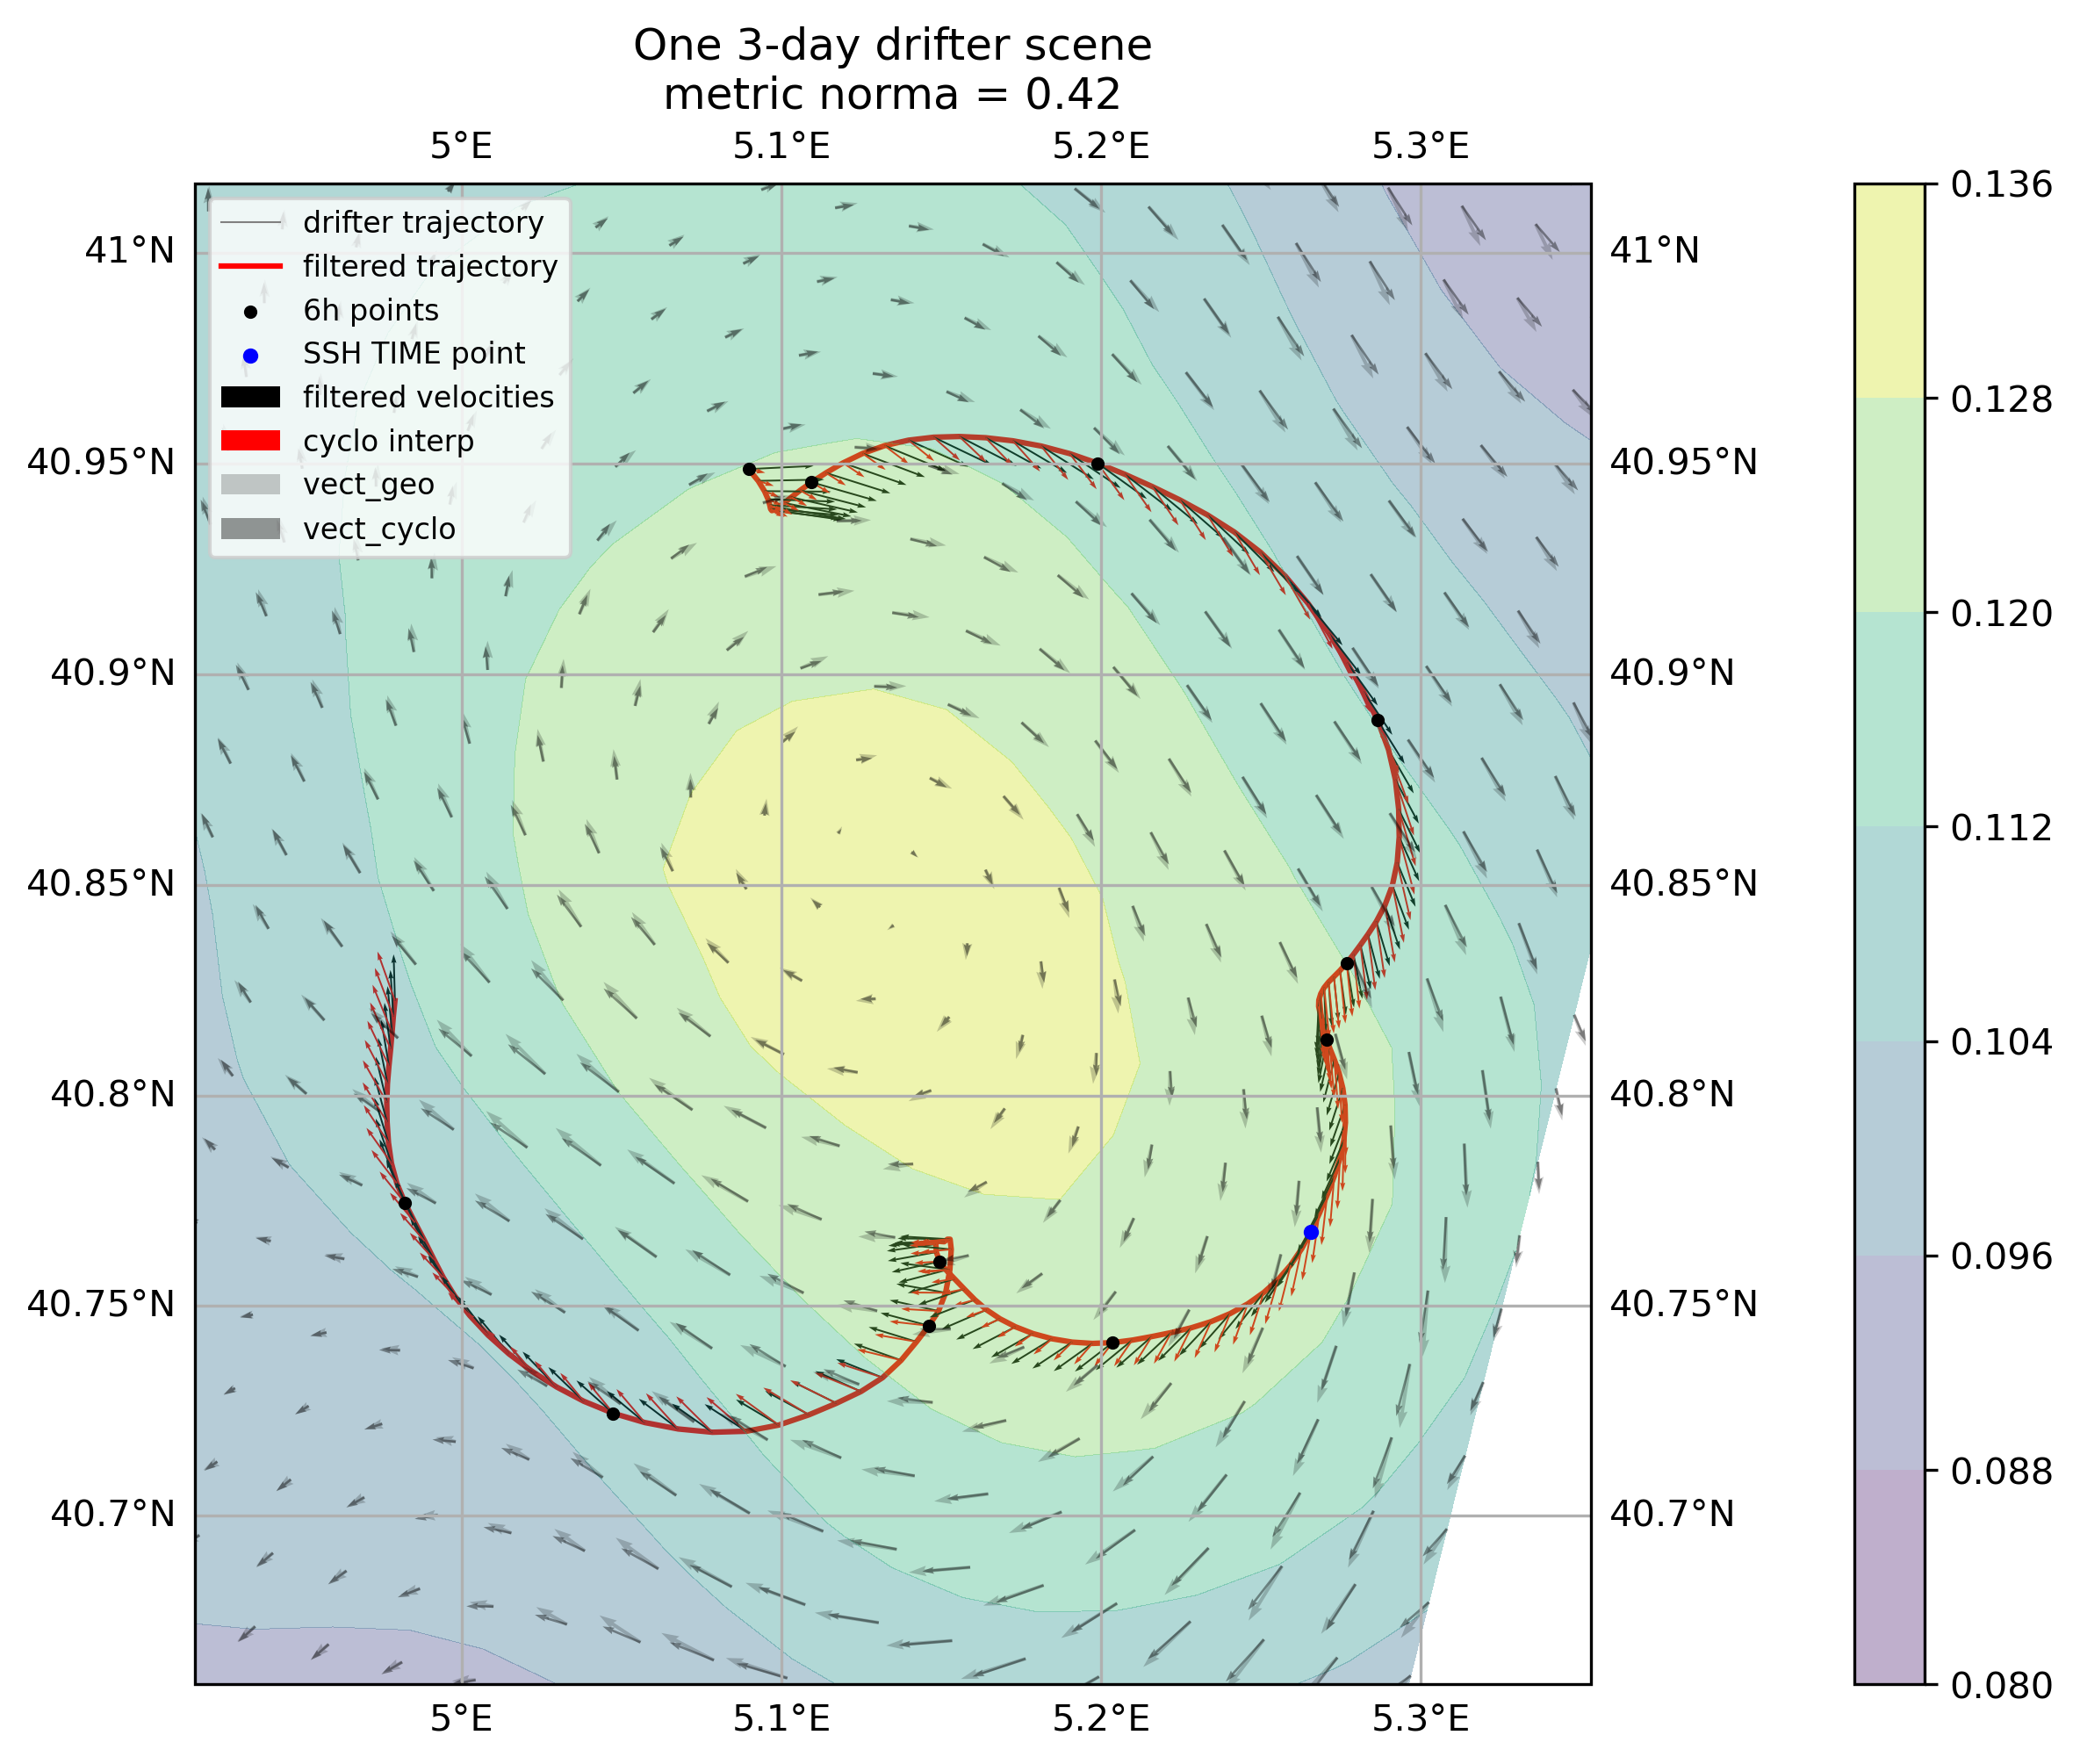 One 3-day drifter scene
metric norma = 0.42
5°E 5.1°E 5.2°E 5.3°E
drifter trajectory
filtered trajectory
6h points
SSH TIME point
filtered velocities
cyclo interp
vect_geo
vect_cyclo
41°N 41°N
40.95°N 40.95°N
40.9°N 40.9°N
40.85°N 40.85°N
40.8°N 40.8°N
40.75°N 40.75°N
40.7°N 40.7°N
5°E 5.1°E 5.2°E 5.3°E
0.136
0.128
0.120
0.112
0.104
0.096
0.088
0.080